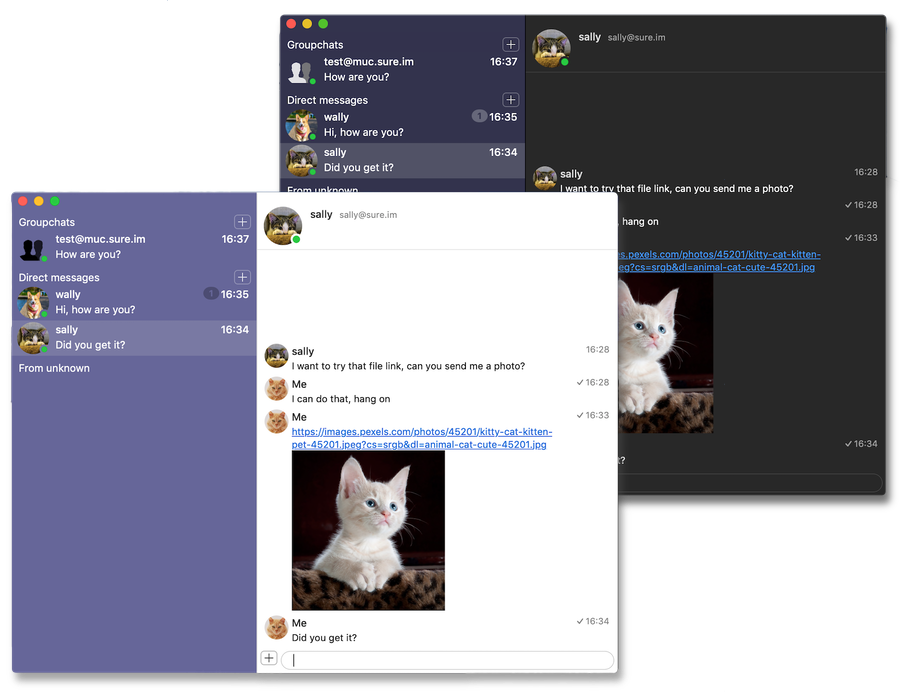 Groupchats
test@muc.sure.im 16:37
How are you?
Direct messages
wally 1 16:35
Hi, how are you?
sally 16:34
Did you get it?
From unknown
sally sally@sure.im
sally 16:28
I want to try that file link, can you send me a photo?
16:28
, hang on
16:33
es.pexels.com/photos/45201/kitty-cat-kitten-
peg?cs=srgb&dl=animal-cat-cute-45201.jpg
16:34
t?
Groupchats
test@muc.sure.im 16:37
How are you?
Direct messages
wally 1 16:35
Hi, how are you?
sally 16:34
Did you get it?
From unknown
sally sally@sure.im
sally 16:28
I want to try that file link, can you send me a photo?
Me 16:28
I can do that, hang on
Me 16:33
https://images.pexels.com/photos/45201/kitty-cat-kitten-
pet-45201.jpeg?cs=srgb&dl=animal-cat-cute-45201.jpg
Me 16:34
Did you get it?